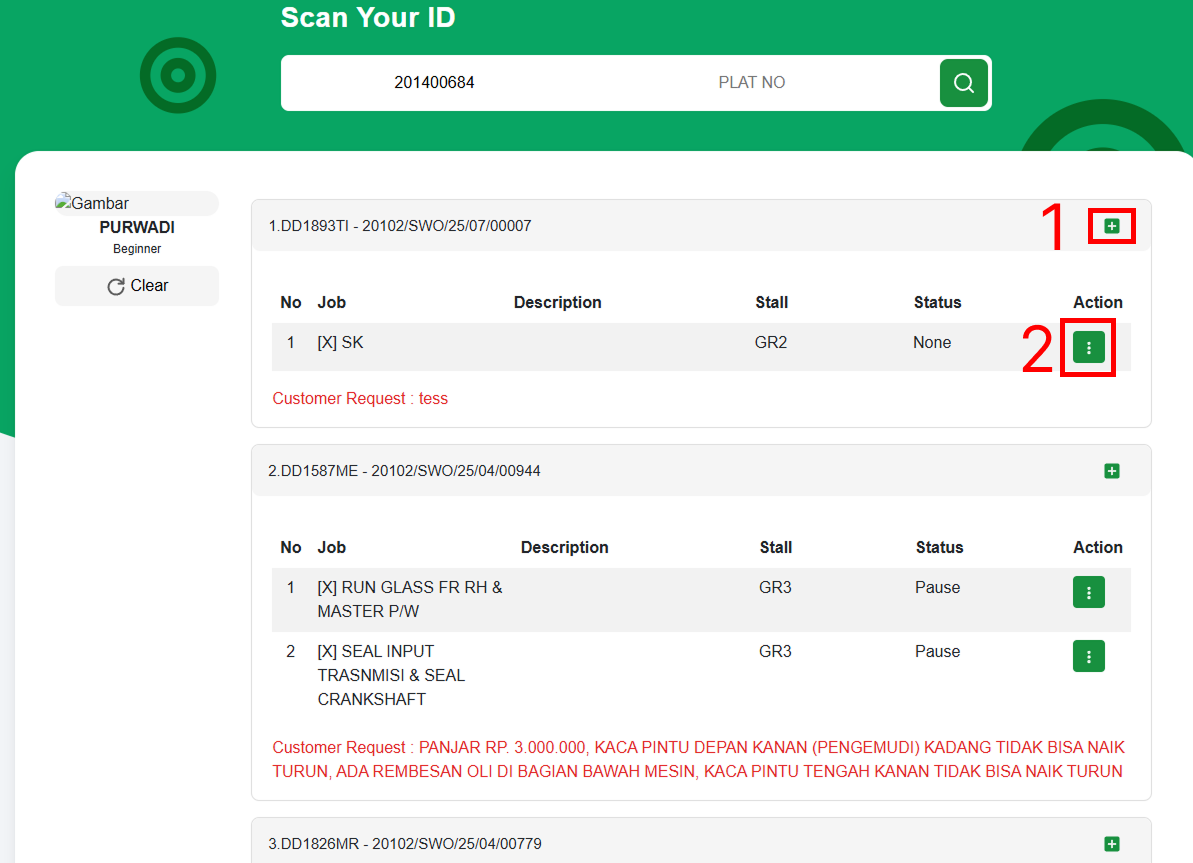 Scan Your ID
201400684 PLAT NO
Gambar
PURWADI
Beginner
Clear
1.DD1893TI - 20102/SWO/25/07/00007
1
No Job Description Stall Status Action
1 [X] SK GR2 None
2
Customer Request : tess
2.DD1587ME - 20102/SWO/25/04/00944
No Job Description Stall Status Action
1 [X] RUN GLASS FR RH & GR3 Pause
MASTER P/W
2 [X] SEAL INPUT GR3 Pause
TRASNMISI & SEAL
CRANKSHAFT
Customer Request : PANJAR RP. 3.000.000, KACA PINTU DEPAN KANAN (PENGEMUDI) KADANG TIDAK BISA NAIK
TURUN, ADA REMBESAN OLI DI BAGIAN BAWAH MESIN, KACA PINTU TENGAH KANAN TIDAK BISA NAIK TURUN
3.DD1826MR - 20102/SWO/25/04/00779